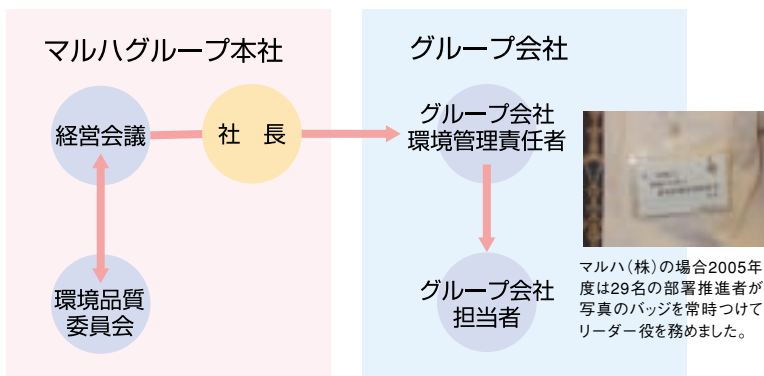 マルハグループ本社
経営会議
社　長
環境品質
委員会
グループ会社
グループ会社
環境管理責任者
グループ会社
担当者
マルハ（株）の場合2005年
度は29名の部署推進者が
写真のバッジを常時つけて
リーダー役を務めました。